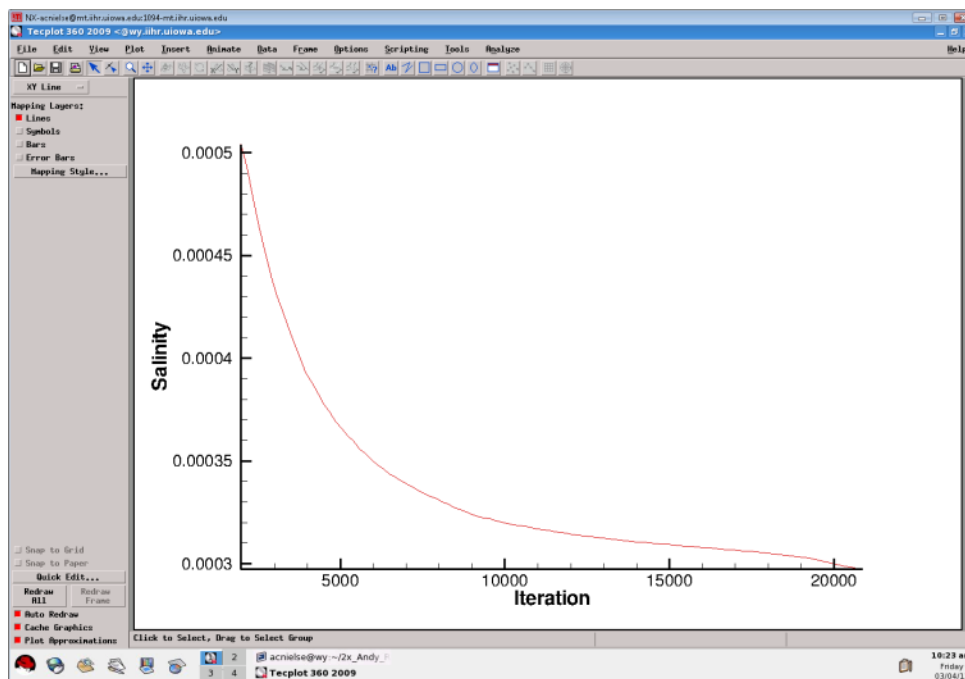 NX-acnielse@mt.iihr.uiowa.edu:1094-mt.iihr.uiowa.edu
Tecplot 360 2009 <@wy.iihr.uiowa.edu>
File Edit View Plot Insert Animate Data Frame Options Scripting Tools Analyze Help
XY Line
Mapping Layers:
Lines
Symbols
Bars
Error Bars
Mapping Style...
Snap to Grid
Snap to Paper
Quick Edit...
Redraw All
Redraw Frame
Auto Redraw
Cache Graphics
Plot Approximations
Ab
Salinity
0.0005
0.00045
0.0004
0.00035
0.0003
5000 10000 15000 20000
Iteration
Click to Select, Drag to Select Group
2
3 4
acnielse@wy:~/2x_Andy_
Tecplot 360 2009
10:23 a
Friday
03/04/1